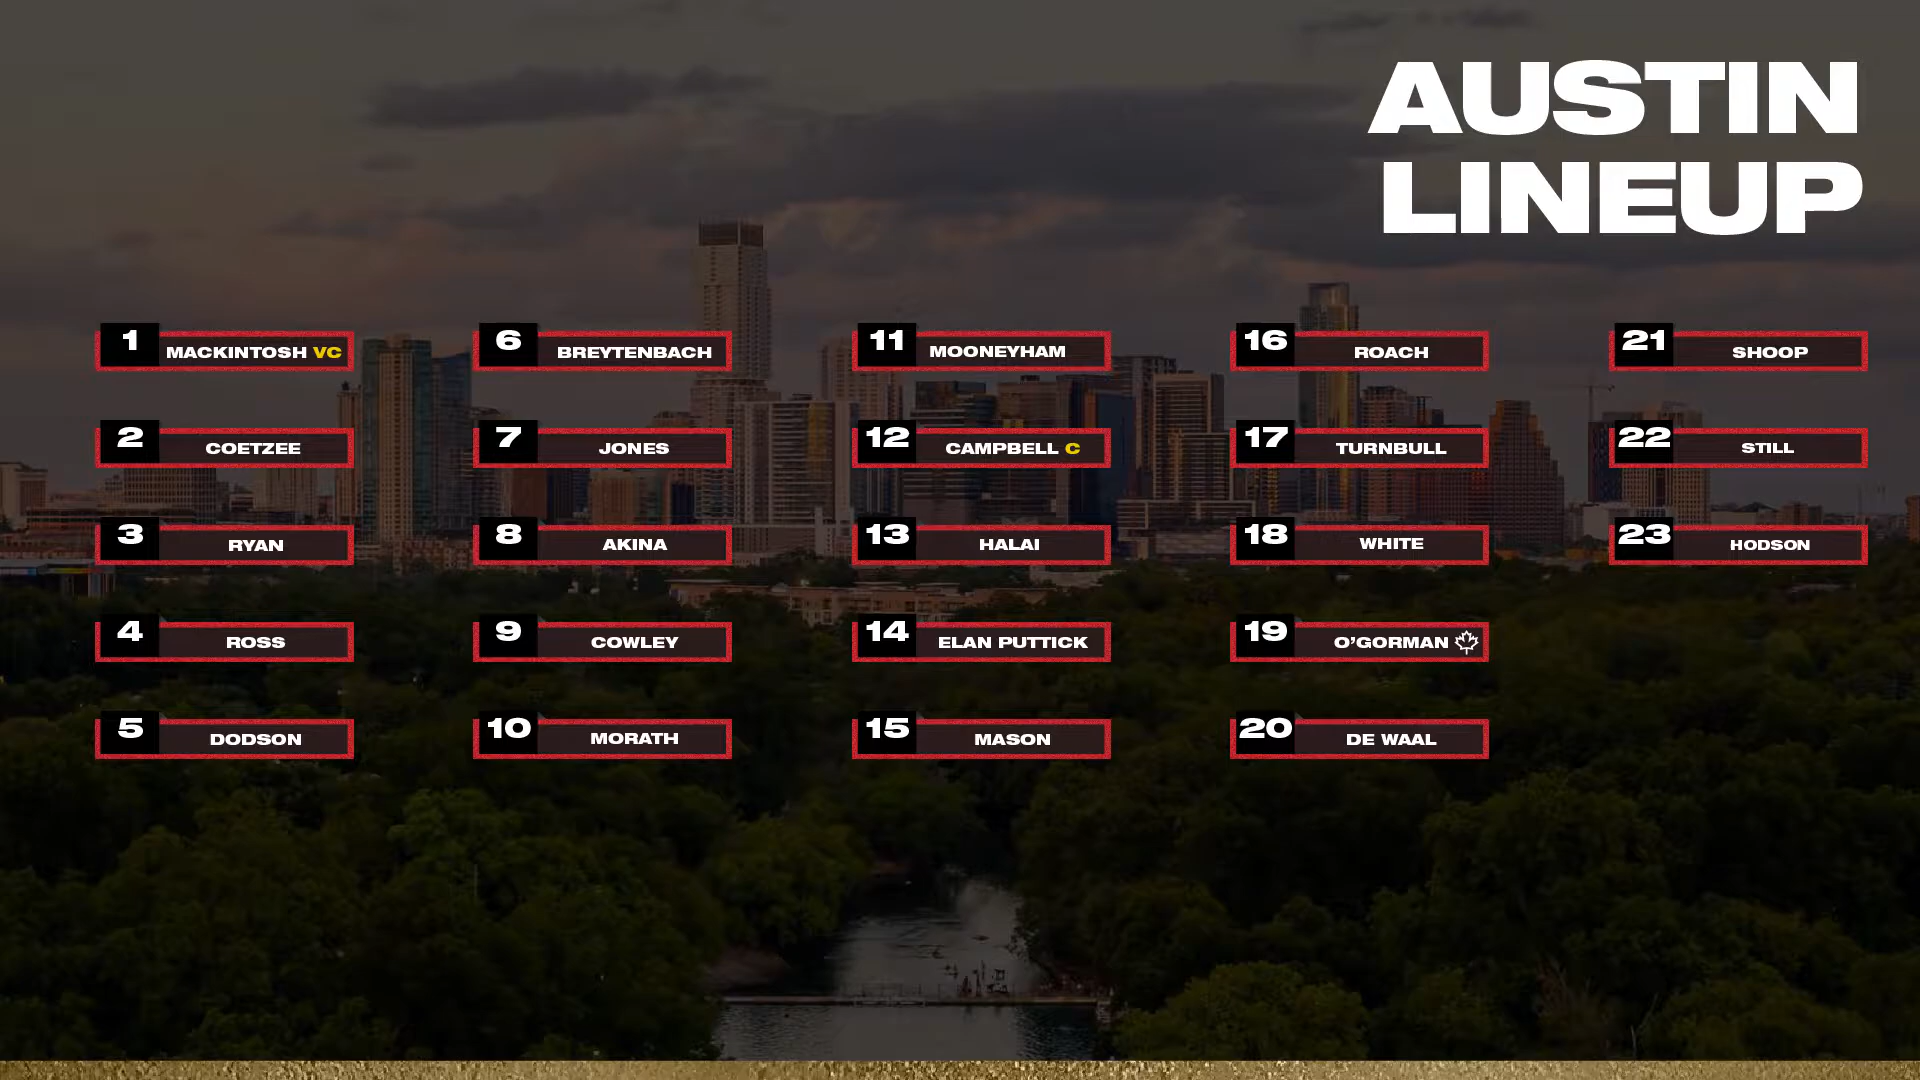 AUSTIN
LINEUP
1 MACKINTOSH VC
2 COETZEE
3 RYAN
4 ROSS
5 DODSON
6 BREYTENBACH
7 JONES
8 AKINA
9 COWLEY
10 MORATH
11 MOONEYHAM
12 CAMPBELL C
13 HALAI
14 ELAN PUTTICK
15 MASON
16 ROACH
17 TURNBULL
18 WHITE
19 O’GORMAN
20 DE WAAL
21 SHOOP
22 STILL
23 HODSON